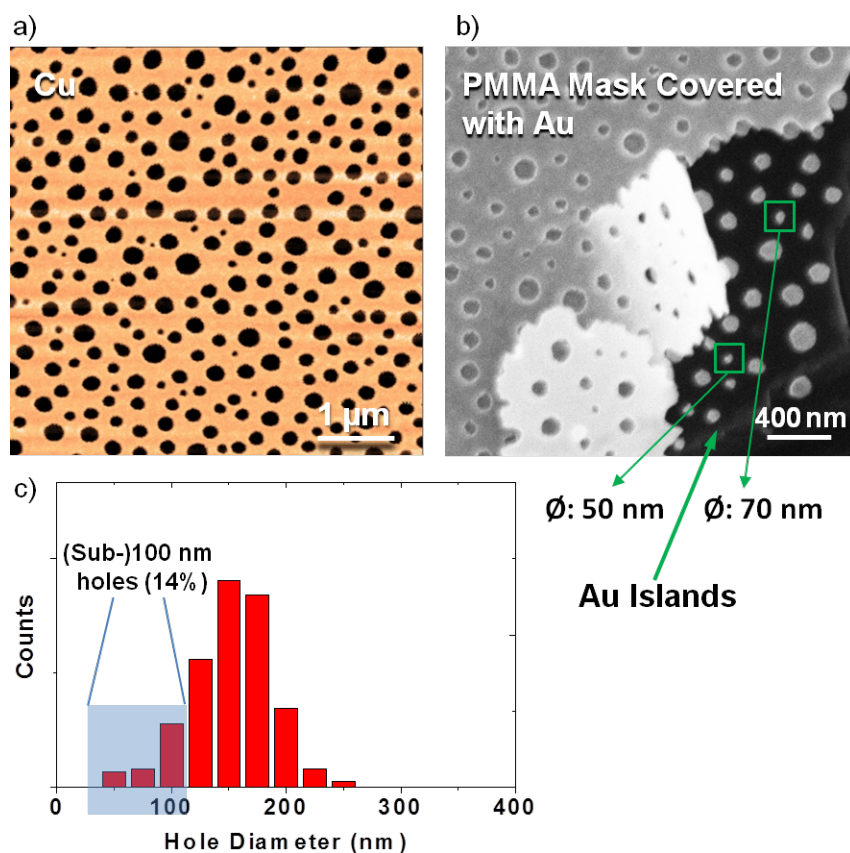 a)
Cu
1 µm
b)
PMMA Mask Covered
with Au
400 nm
Ø: 50 nm
Ø: 70 nm
Au Islands
c)
(Sub-)100 nm
holes (14%)
Counts
0
100
200
300
400
Hole Diameter (nm)